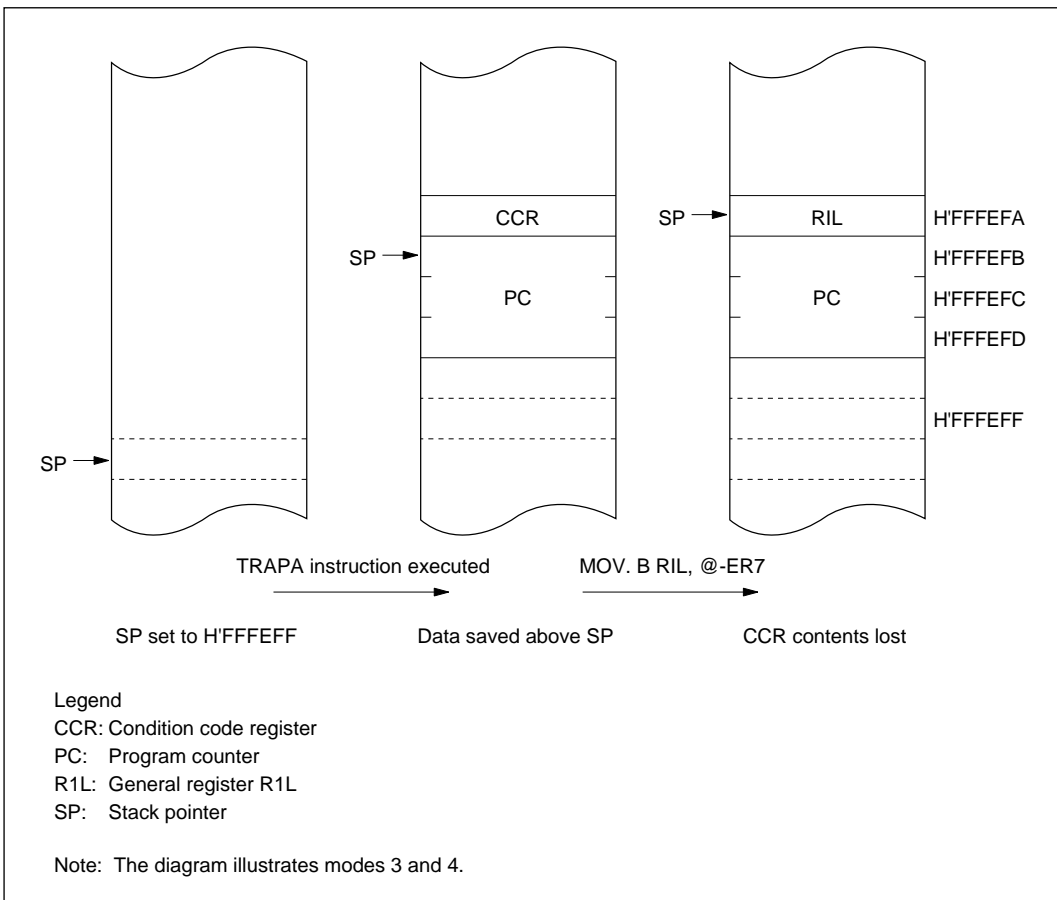 CCR
SP
RIL
H'FFFEFA
SP
H'FFFEFB
PC
PC
H'FFFEFC
H'FFFEFD
H'FFFEFF
SP
TRAPA instruction executed
MOV. B RIL, @-ER7
SP set to H'FFFEFF
Data saved above SP
CCR contents lost
Legend
CCR: Condition code register
PC: Program counter
R1L: General register R1L
SP: Stack pointer
Note: The diagram illustrates modes 3 and 4.